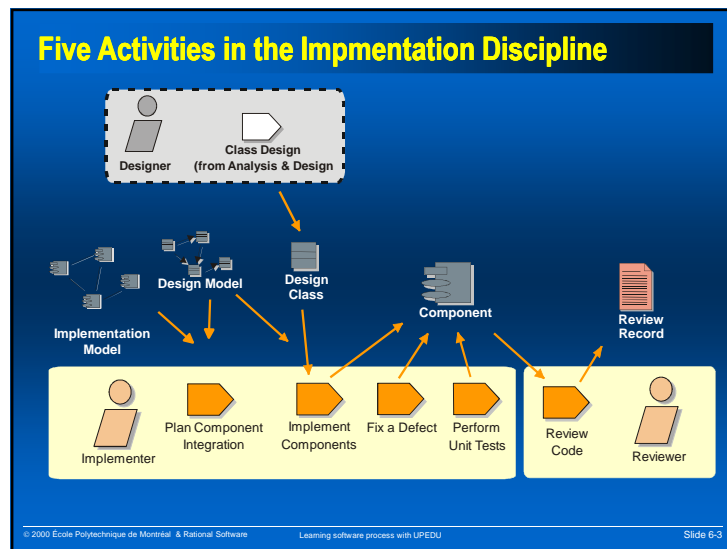 Five Activities in the Impmentation Discipline
Designer
Class Design
(from Analysis & Design
Design Model
Design
Class
Component
Implementation
Model
Review
Record
Implementer
Plan Component
Integration
Implement
Components
Fix a Defect
Perform
Unit Tests
Review
Code
Reviewer
© 2000 École Polytechnique de Montréal & Rational Software
Learning software process with UPEDU
Slide 6-3